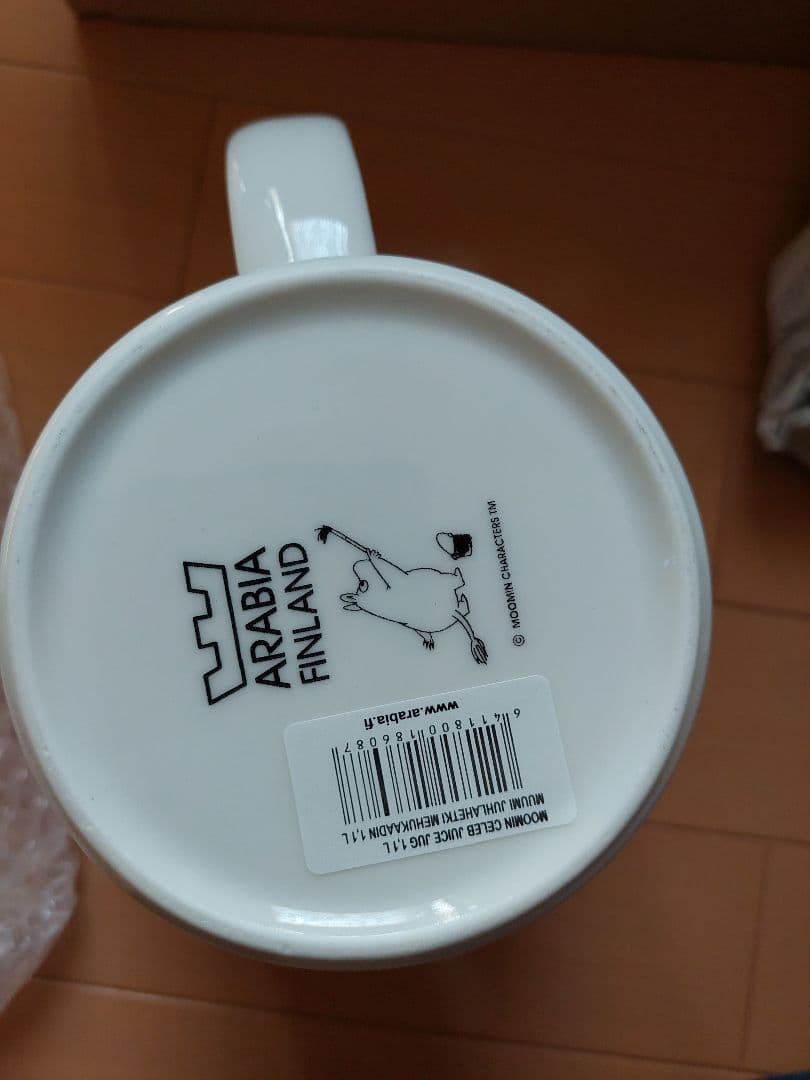 ARABIA
FINLAND
© MOOMIN CHARACTERS TM
MOOMIN CELEB JUICE JUG 1,1 L
MUUMI JUHLAHETKI MEHUKAADIN 1,1 L
6 411800 186087
www.arabia.fi